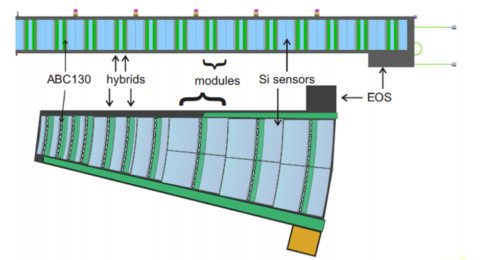 ABC130
hybrids
modules
Si sensors
EOS